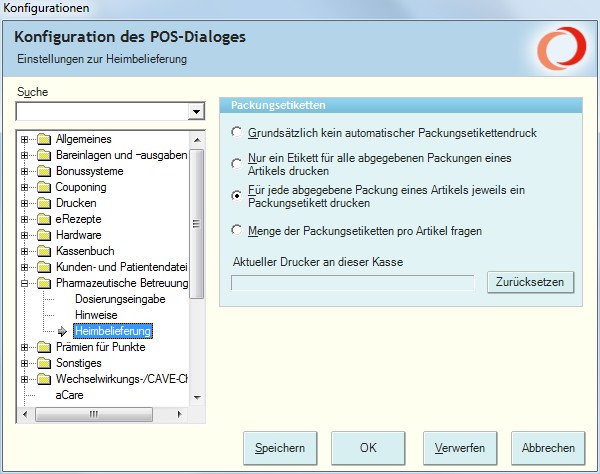 Konfigurationen
Konfiguration des POS-Dialoges
Einstellungen zur Heimbelieferung
Suche
Allgemeines
Bareinlagen und -ausgaben
Bonussysteme
Couponing
Drucken
eRezepte
Hardware
Kassenbuch
Kunden- und Patientendatei
Pharmazeutische Betreuung
Dosierungseingabe
Hinweise
Heimbelieferung
Prämien für Punkte
Sonstiges
Wechselwirkungs-/CAVE-Ch
aCare
Packungsetiketten
Grundsätzlich kein automatischer Packungsetikettendruck
Nur ein Etikett für alle abgegebenen Packungen eines
Artikels drucken
Für jede abgegebene Packung eines Artikels jeweils ein
Packungsetikett drucken
Menge der Packungsetiketten pro Artikel fragen
Aktueller Drucker an dieser Kasse
Zurücksetzen
Speichern
OK
Verwerfen
Abbrechen